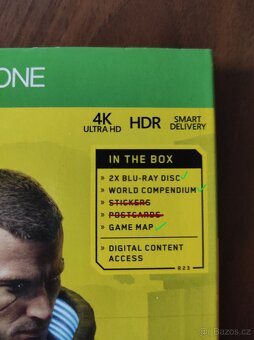 ONE
4K
ULTRA HD
HDR
SMART
DELIVERY
IN THE BOX
» 2X BLU-RAY DISC
» WORLD COMPENDIUM
» STICKERS
» POSTCARDS
» GAME MAP
» DIGITAL CONTENT
ACCESS
R23
Bazos.cz